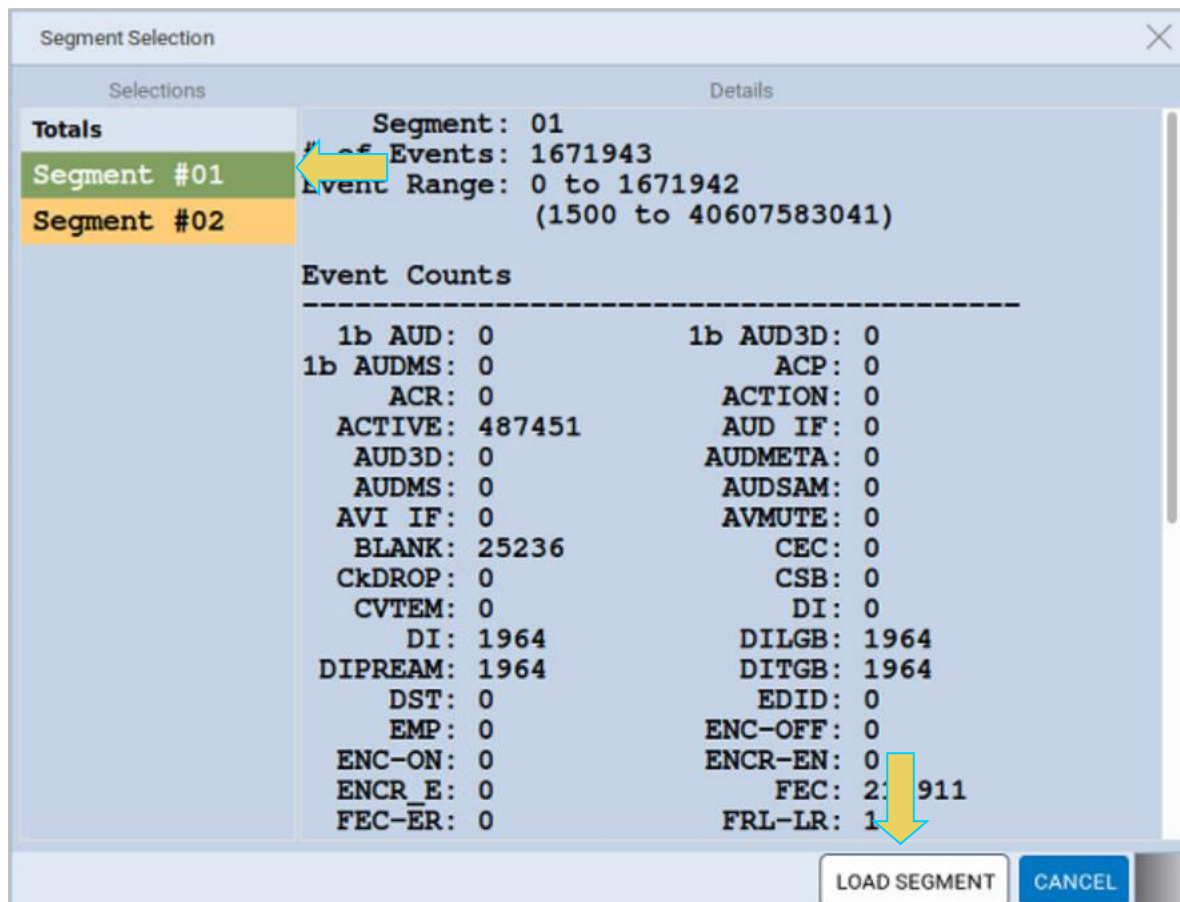 Segment Selection
Selections Details
Totals
Segment #01
Segment #02
Segment: 01
of Events: 1671943
Event Range: 0 to 1671942
(1500 to 40607583041)
Event Counts
----------------------------------------
1b AUD: 0 1b AUD3D: 0
1b AUDMS: 0 ACP: 0
ACR: 0 ACTION: 0
ACTIVE: 487451 AUD IF: 0
AUD3D: 0 AUDMETA: 0
AUDMS: 0 AUDSAM: 0
AVI IF: 0 AVMUTE: 0
BLANK: 25236 CEC: 0
CkDROP: 0 CSB: 0
CVTEM: 0 DI: 0
DI: 1964 DILGB: 1964
DIPREAM: 1964 DITGB: 1964
DST: 0 EDID: 0
EMP: 0 ENC-OFF: 0
ENC-ON: 0 ENCR-EN: 0
ENCR_E: 0 FEC:
FEC-ER: 0 FRL-LR:
LOAD SEGMENT CANCEL